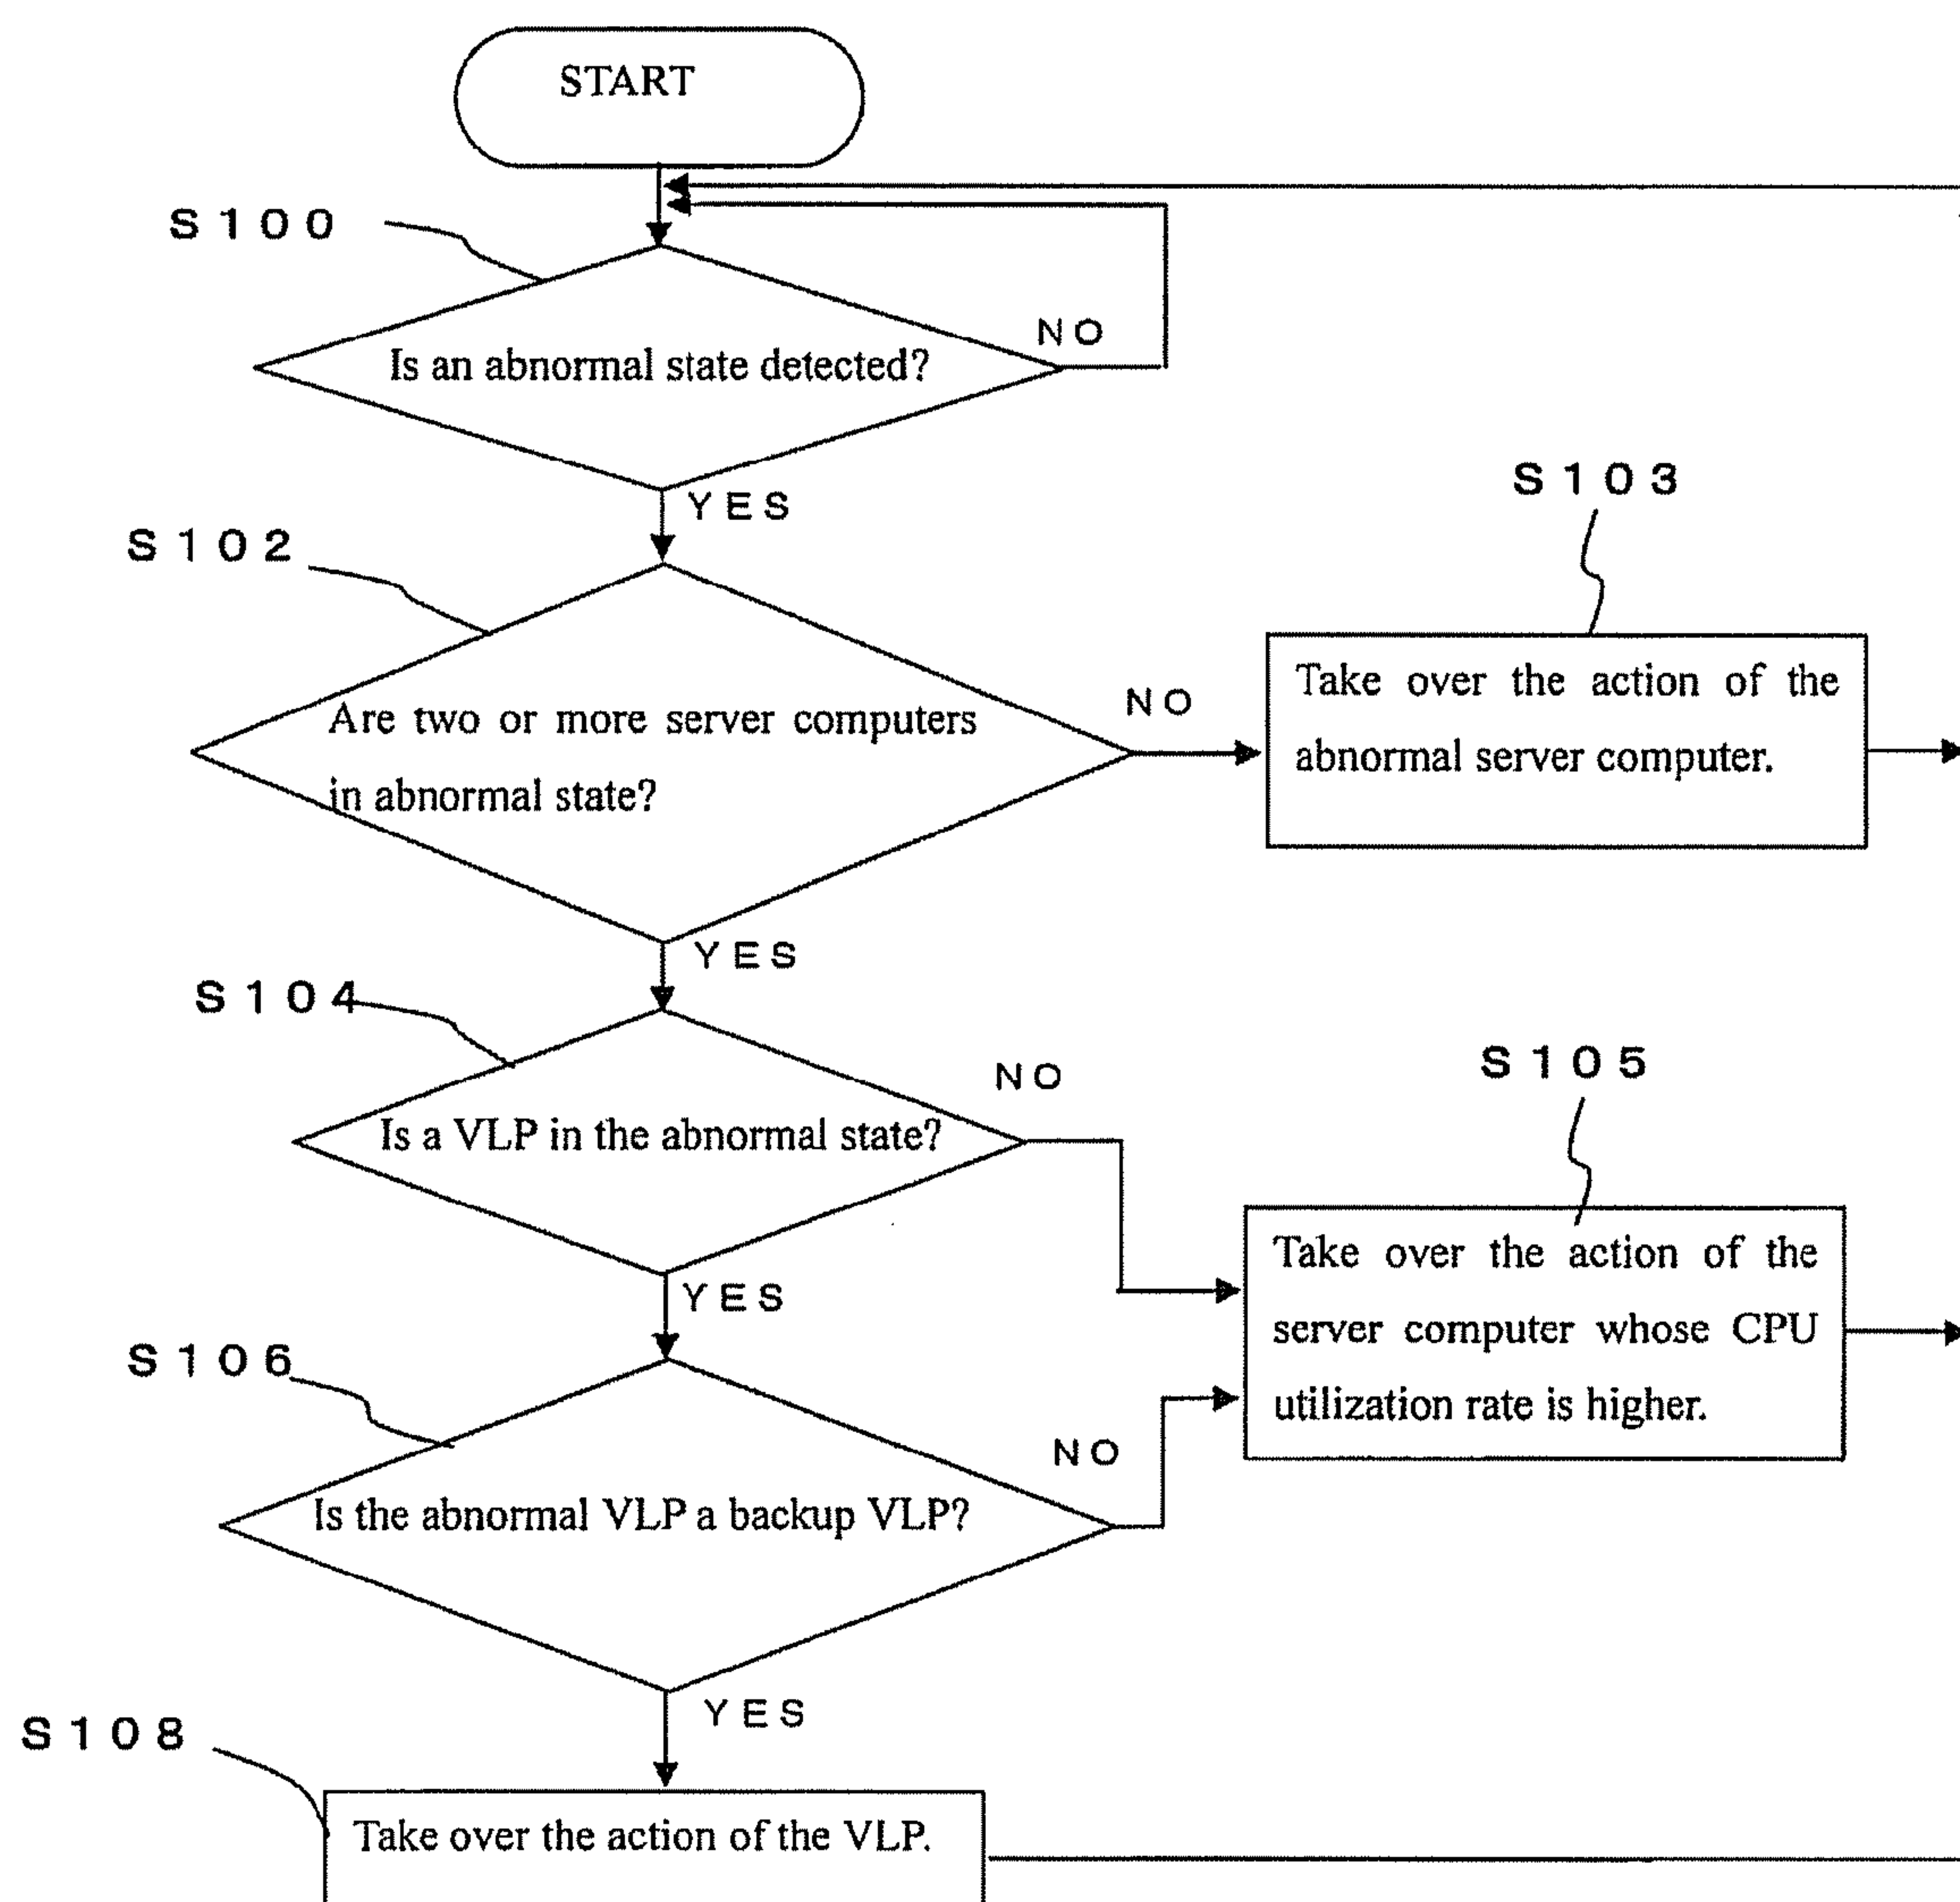 START
S100
NO
Is an abnormal state detected?
YES
S103
S102
Take over the action of the
abnormal server computer.
NO
Are two or more server computers
in abnormal state?
YES
S104
NO
S105
Is a VLP in the abnormal state?
Take over the action of the
server computer whose CPU
utilization rate is higher.
YES
S106
NO
Is the abnormal VLP a backup VLP?
YES
S108
Take over the action of the VLP.